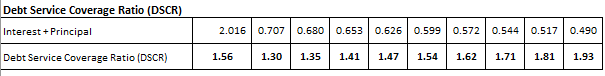 Debt Service Coverage Ratio (DSCR)
Interest + Principal 2.016 0.707 0.680 0.653 0.626 0.599 0.572 0.544 0.517 0.490
Debt Service Coverage Ratio (DSCR) 1.56 1.30 1.35 1.41 1.47 1.54 1.62 1.71 1.81 1.93